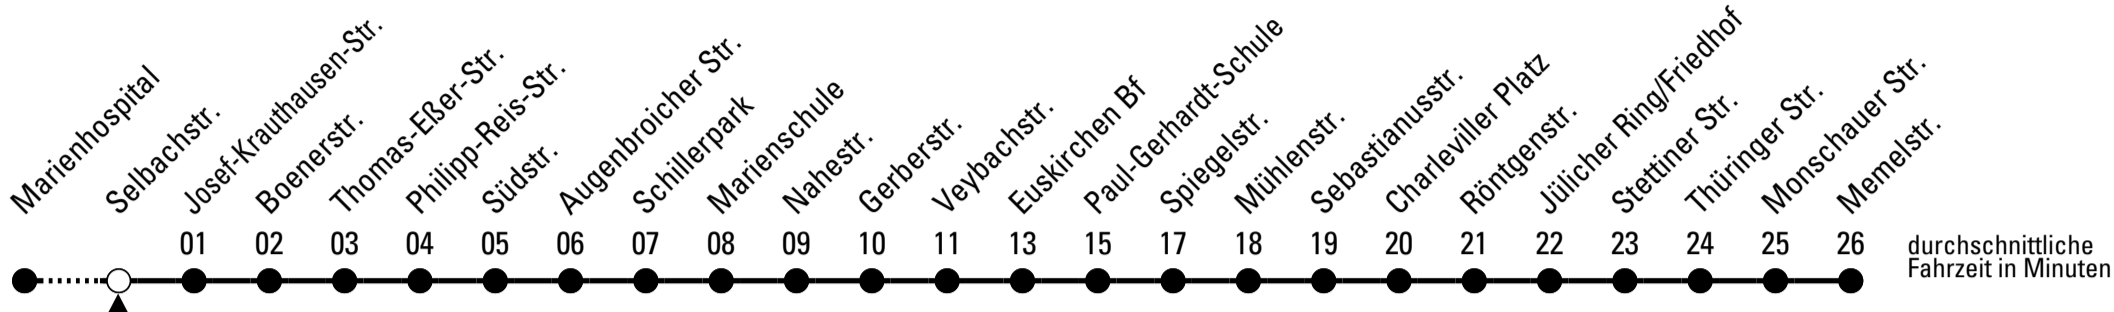 Marienhospital
Selbachstr.
Josef-Krauthausen-Str.
Boenerstr.
Thomas-Eßer-Str.
Philipp-Reis-Str.
Südstr.
Augenbroicher Str.
Schillerpark
Marienschule
Nahestr.
Gerberstr.
Veybachstr.
Euskirchen Bf
Paul-Gerhardt-Schule
Spiegelstr.
Mühlenstr.
Sebastianusstr.
Charleviller Platz
Röntgenstr.
Jülicher Ring/Friedhof
Stettiner Str.
Thüringer Str.
Monschauer Str.
Memelstr.
01 02 03 04 05 06 07 08 09 10 11 13 15 17 18 19 20 21 22 23 24 25 26
durchschnittliche
Fahrzeit in Minuten